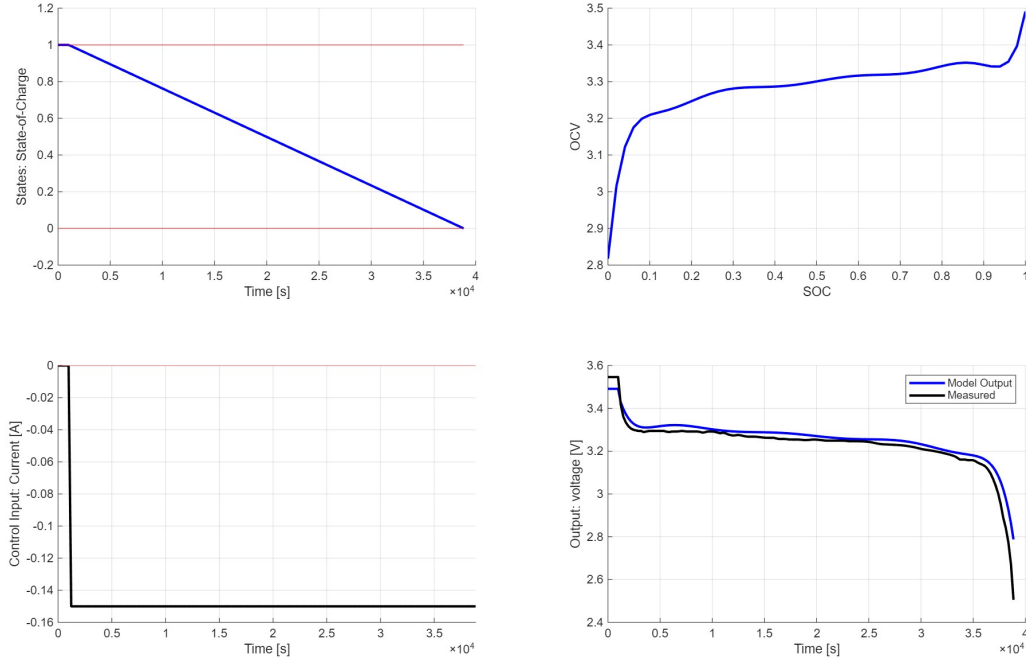 1.2
1
0.8
0.6
0.4
0.2
0
-0.2
States: State-of-Charge
0 0.5 1 1.5 2 2.5 3 3.5 4
Time [s]
×10⁴
3.5
3.4
3.3
3.2
3.1
3
2.9
2.8
OCV
0 0.1 0.2 0.3 0.4 0.5 0.6 0.7 0.8 0.9 1
SOC
0
-0.02
-0.04
-0.06
-0.08
-0.1
-0.12
-0.14
-0.16
Control Input: Current [A]
0 0.5 1 1.5 2 2.5 3 3.5
Time [s]
×10⁴
3.6
3.4
3.2
3
2.8
2.6
2.4
Output: voltage [V]
Model Output
Measured
0 0.5 1 1.5 2 2.5 3 3.5 4
Time [s]
×10⁴